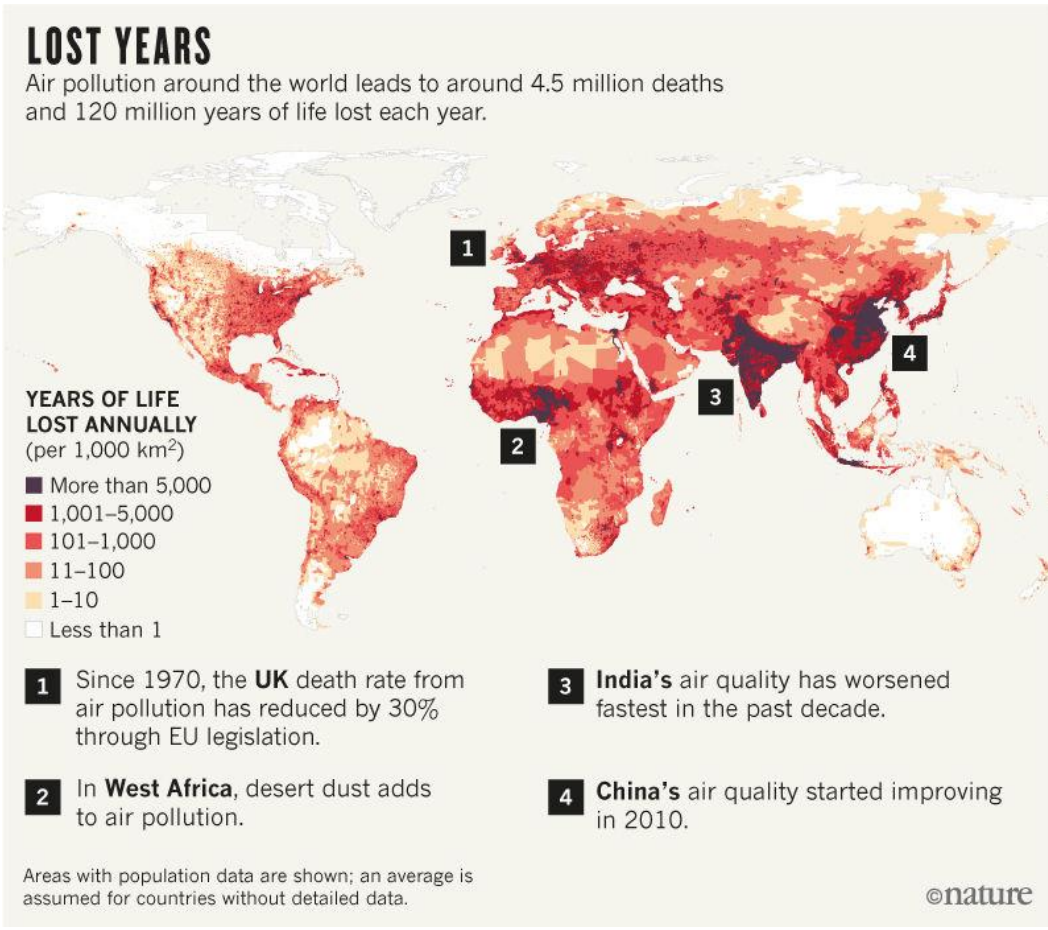 LOST YEARS
Air pollution around the world leads to around 4.5 million deaths
and 120 million years of life lost each year.
1
2
3
4
YEARS OF LIFE
LOST ANNUALLY
(per 1,000 km²)
More than 5,000
1,001–5,000
101–1,000
11–100
1–10
Less than 1
1
Since 1970, the UK death rate from
air pollution has reduced by 30%
through EU legislation.
2
In West Africa, desert dust adds
to air pollution.
3
India's air quality has worsened
fastest in the past decade.
4
China's air quality started improving
in 2010.
Areas with population data are shown; an average is
assumed for countries without detailed data.
©nature